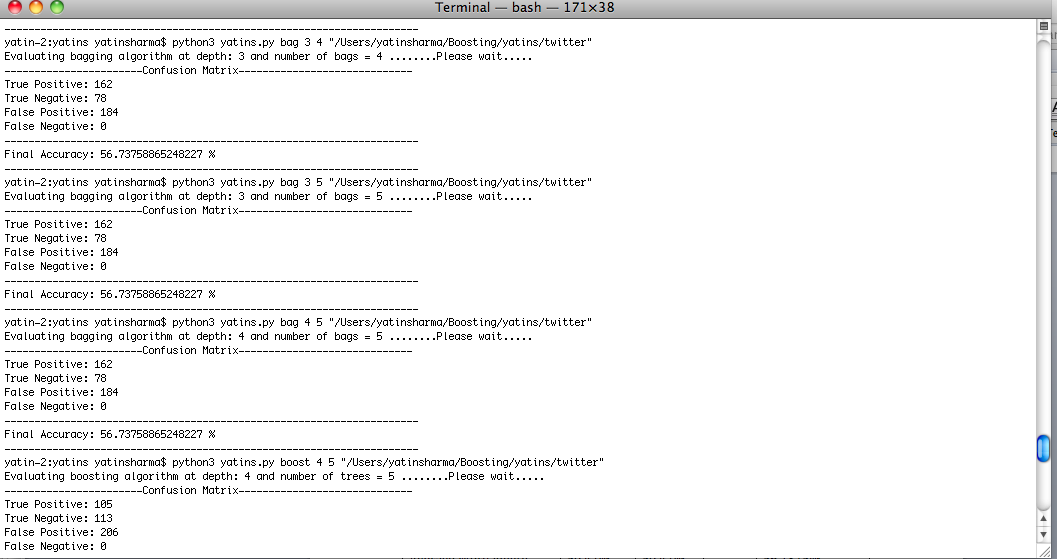 Terminal — bash — 171×38
----------------------------------------------------------------------
yatin-2:yatins yatinsharma$ python3 yatins.py bag 3 4 "/Users/yatinsharma/Boosting/yatins/twitter"
Evaluating bagging algorithm at depth: 3 and number of bags = 4 ........Please wait.....
-----------------------Confusion Matrix-----------------------------
True Positive: 162
True Negative: 78
False Positive: 184
False Negative: 0
----------------------------------------------------------------------
Final Accuracy: 56.73758865248227 %
----------------------------------------------------------------------
yatin-2:yatins yatinsharma$ python3 yatins.py bag 3 5 "/Users/yatinsharma/Boosting/yatins/twitter"
Evaluating bagging algorithm at depth: 3 and number of bags = 5 ........Please wait.....
-----------------------Confusion Matrix-----------------------------
True Positive: 162
True Negative: 78
False Positive: 184
False Negative: 0
----------------------------------------------------------------------
Final Accuracy: 56.73758865248227 %
----------------------------------------------------------------------
yatin-2:yatins yatinsharma$ python3 yatins.py bag 4 5 "/Users/yatinsharma/Boosting/yatins/twitter"
Evaluating bagging algorithm at depth: 4 and number of bags = 5 ........Please wait.....
-----------------------Confusion Matrix-----------------------------
True Positive: 162
True Negative: 78
False Positive: 184
False Negative: 0
----------------------------------------------------------------------
Final Accuracy: 56.73758865248227 %
----------------------------------------------------------------------
yatin-2:yatins yatinsharma$ python3 yatins.py boost 4 5 "/Users/yatinsharma/Boosting/yatins/twitter"
Evaluating boosting algorithm at depth: 4 and number of trees = 5 ........Please wait.....
-----------------------Confusion Matrix-----------------------------
True Positive: 105
True Negative: 113
False Positive: 206
False Negative: 0